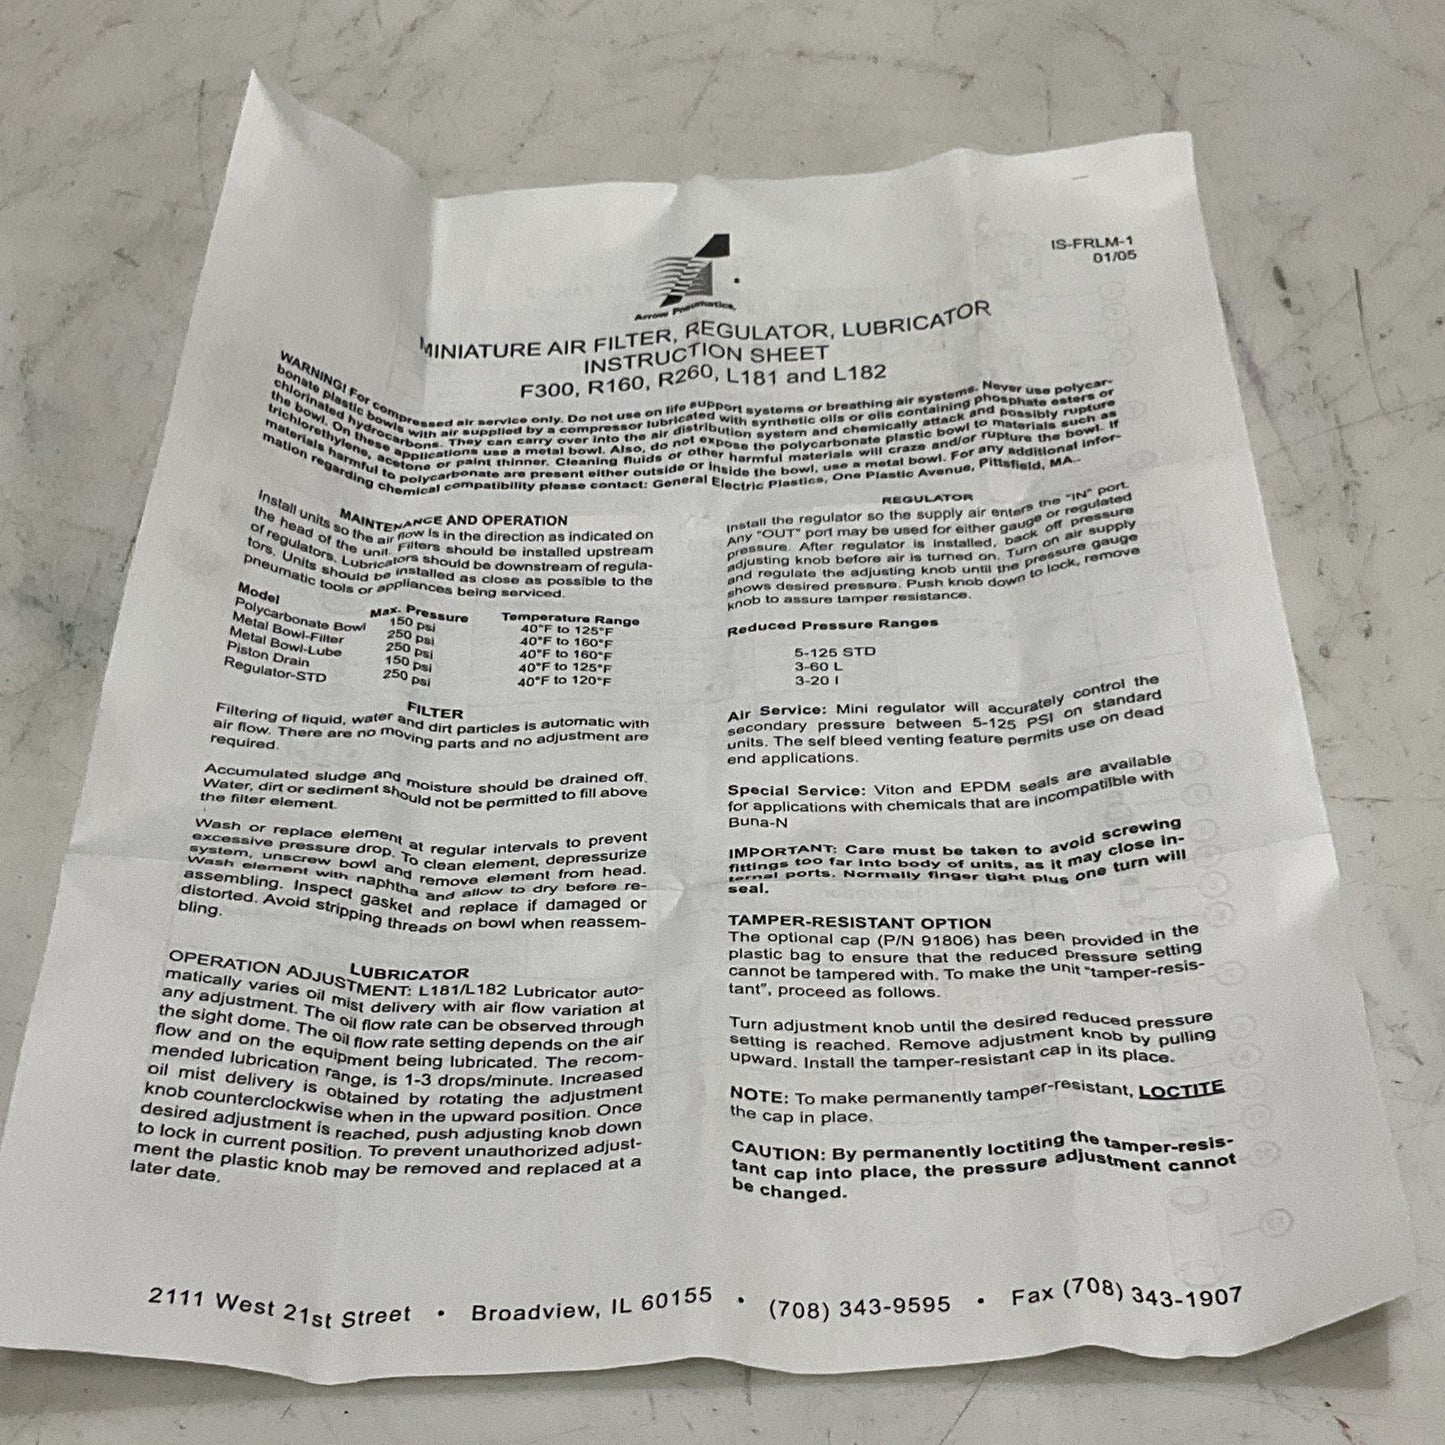 IS-FRLM-1
01/05
Arrow Pneumatics.
MINIATURE AIR FILTER, REGULATOR, LUBRICATOR
INSTRUCTION SHEET
F300, R160, R260, L181 and L182
WARNING! For compressed air service only. Do not use on life support systems or breathing air systems. Never use polycar-
bonate plastic bowls with air supplied by a compressor lubricated with synthetic oils or oils containing phosphate esters or
chlorinated hydrocarbons. They can carry over into the air distribution system and chemically attack and possibly rupture
the bowl. On these applications use a metal bowl. Also, do not expose the polycarbonate plastic bowl to materials such as
trichlorethylene, acetone or paint thinner. Cleaning fluids or other harmful materials will craze and/or rupture the bowl. If
materials harmful to polycarbonate are present either outside or inside the bowl, use a metal bowl. For any additional infor-
mation regarding chemical compatibility please contact: General Electric Plastics, One Plastic Avenue, Pittsfield, MA..
MAINTENANCE AND OPERATION
Install units so the air flow is in the direction as indicated on
the head of the unit. Filters should be installed upstream
of regulators. Lubricators should be downstream of regula-
tors. Units should be installed as close as possible to the
pneumatic tools or appliances being serviced.
Model Max. Pressure Temperature Range
Polycarbonate Bowl 150 psi 40°F to 125°F
Metal Bowl-Filter 250 psi 40°F to 160°F
Metal Bowl-Lube 250 psi 40°F to 160°F
Piston Drain 150 psi 40°F to 125°F
Regulator-STD 250 psi 40°F to 120°F
FILTER
Filtering of liquid, water and dirt particles is automatic with
air flow. There are no moving parts and no adjustment are
required.
Accumulated sludge and moisture should be drained off.
Water, dirt or sediment should not be permitted to fill above
the filter element.
Wash or replace element at regular intervals to prevent
excessive pressure drop. To clean element, depressurize
system, unscrew bowl and remove element from head.
Wash element with naphtha and allow to dry before re-
assembling. Inspect gasket and replace if damaged or
distorted. Avoid stripping threads on bowl when reassem-
bling.
LUBRICATOR
OPERATION ADJUSTMENT: L181/L182 Lubricator auto-
matically varies oil mist delivery with air flow variation at
any adjustment. The oil flow rate can be observed through
the sight dome. The oil flow rate setting depends on the air
flow and on the equipment being lubricated. The recom-
mended lubrication range, is 1-3 drops/minute. Increased
oil mist delivery is obtained by rotating the adjustment
knob counterclockwise when in the upward position. Once
desired adjustment is reached, push adjusting knob down
to lock in current position. To prevent unauthorized adjust-
ment the plastic knob may be removed and replaced at a
later date.
REGULATOR
Install the regulator so the supply air enters the "IN" port.
Any "OUT" port may be used for either gauge or regulated
pressure. After regulator is installed, back off pressure
adjusting knob before air is turned on. Turn on air supply
and regulate the adjusting knob until the pressure gauge
shows desired pressure. Push knob down to lock, remove
knob to assure tamper resistance.
Reduced Pressure Ranges
5-125 STD
3-60 L
3-20 I
Air Service: Mini regulator will accurately control the
secondary pressure between 5-125 PSI on standard
units. The self bleed venting feature permits use on dead
end applications.
Special Service: Viton and EPDM seals are available
for applications with chemicals that are incompatilble with
Buna-N
IMPORTANT: Care must be taken to avoid screwing
fittings too far into body of units, as it may close in-
ternal ports. Normally finger tight plus one turn will
seal.
TAMPER-RESISTANT OPTION
The optional cap (P/N 91806) has been provided in the
plastic bag to ensure that the reduced pressure setting
cannot be tampered with. To make the unit "tamper-resis-
tant", proceed as follows.
Turn adjustment knob until the desired reduced pressure
setting is reached. Remove adjustment knob by pulling
upward. Install the tamper-resistant cap in its place.
NOTE: To make permanently tamper-resistant, LOCTITE
the cap in place.
CAUTION: By permanently loctiting the tamper-resis-
tant cap into place, the pressure adjustment cannot
be changed.
2111 West 21st Street • Broadview, IL 60155 • (708) 343-9595 • Fax (708) 343-1907